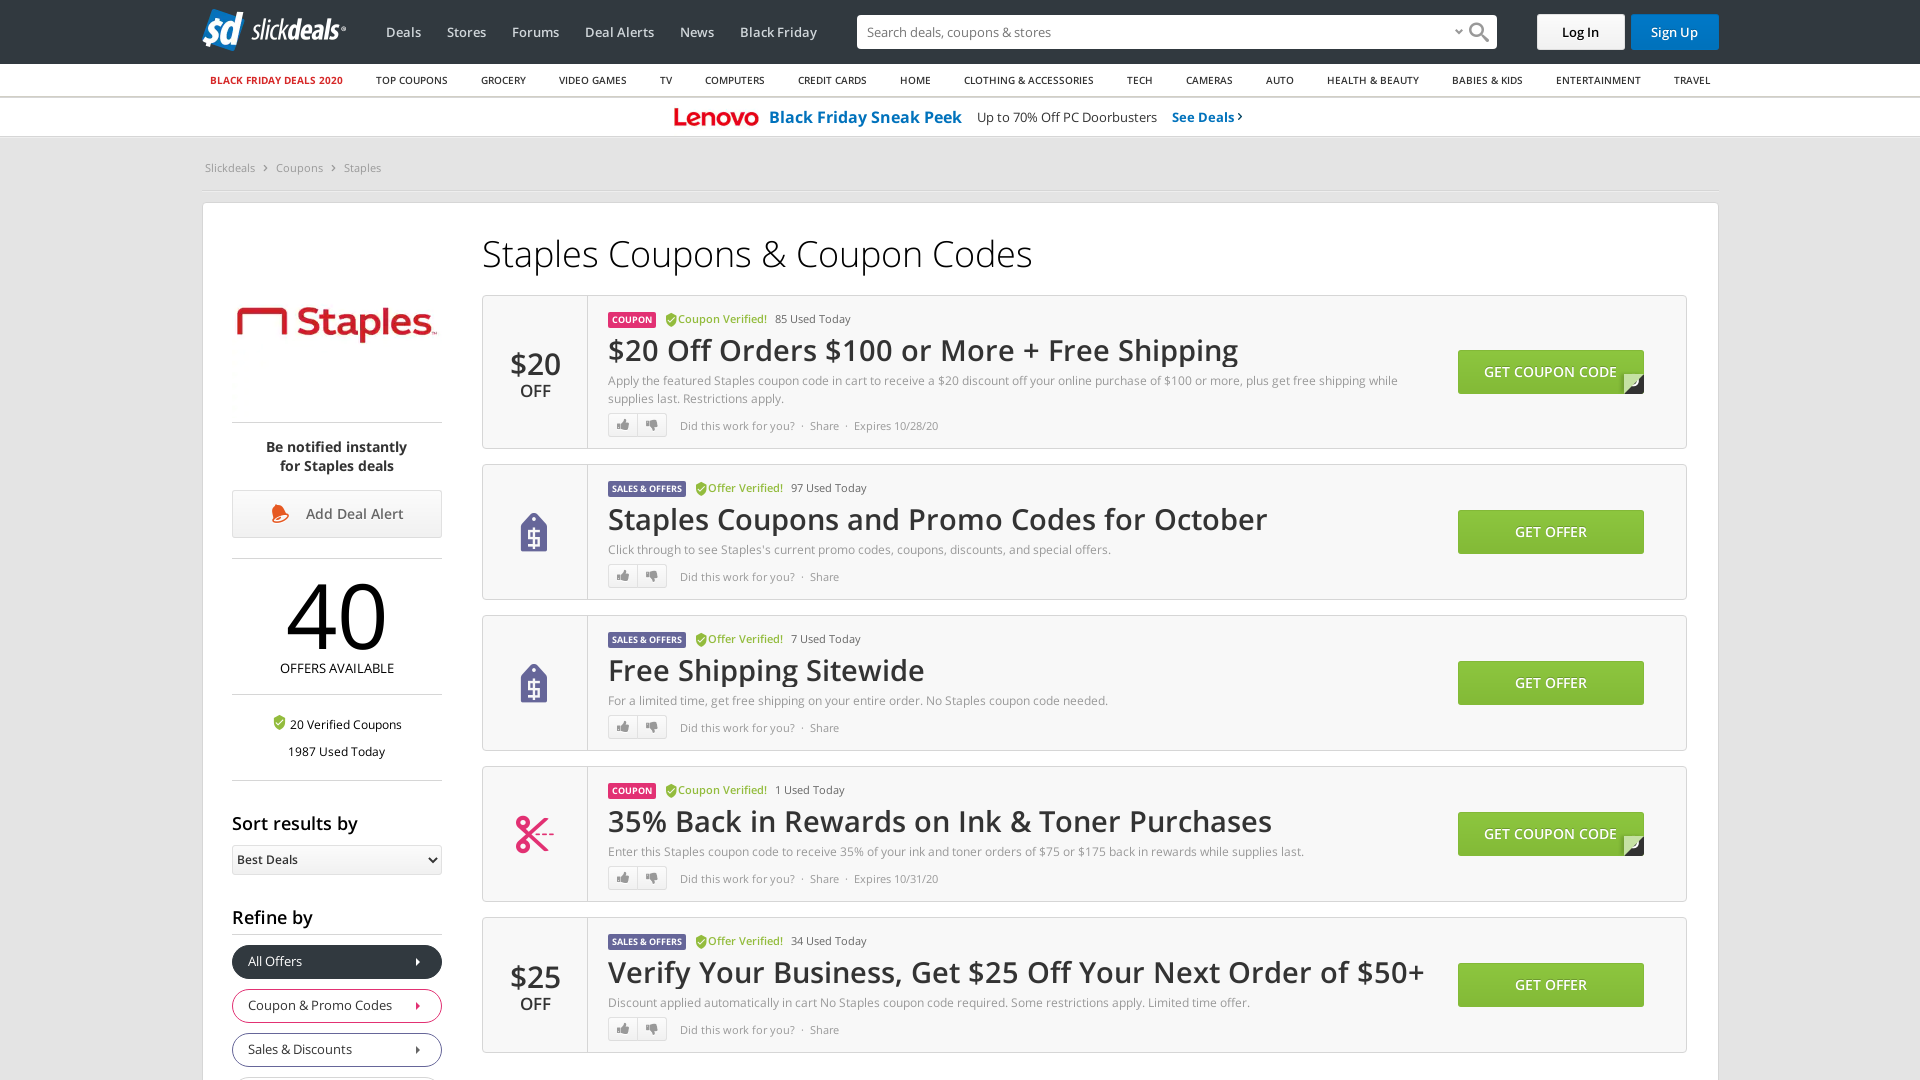 slickdeals
Deals
Stores
Forums
Deal Alerts
News
Black Friday
Search deals, coupons & stores
Log In
Sign Up
BLACK FRIDAY DEALS 2020
TOP COUPONS
GROCERY
VIDEO GAMES
TV
COMPUTERS
CREDIT CARDS
HOME
CLOTHING & ACCESSORIES
TECH
CAMERAS
AUTO
HEALTH & BEAUTY
BABIES & KIDS
ENTERTAINMENT
TRAVEL
Lenovo Black Friday Sneak Peek Up to 70% Off PC Doorbusters See Deals
Slickdeals > Coupons > Staples
Staples
Be notified instantly
for Staples deals
Add Deal Alert
40
OFFERS AVAILABLE
20 Verified Coupons
1987 Used Today
Sort results by
Best Deals
Refine by
All Offers
Coupon & Promo Codes
Sales & Discounts
Staples Coupons & Coupon Codes
$20
OFF
COUPON Coupon Verified! 85 Used Today
$20 Off Orders $100 or More + Free Shipping
Apply the featured Staples coupon code in cart to receive a $20 discount off your online purchase of $100 or more, plus get free shipping while
supplies last. Restrictions apply.
Did this work for you? · Share · Expires 10/28/20
GET COUPON CODE
SALES & OFFERS Offer Verified! 97 Used Today
Staples Coupons and Promo Codes for October
Click through to see Staples's current promo codes, coupons, discounts, and special offers.
Did this work for you? · Share
GET OFFER
SALES & OFFERS Offer Verified! 7 Used Today
Free Shipping Sitewide
For a limited time, get free shipping on your entire order. No Staples coupon code needed.
Did this work for you? · Share
GET OFFER
COUPON Coupon Verified! 1 Used Today
35% Back in Rewards on Ink & Toner Purchases
Enter this Staples coupon code to receive 35% of your ink and toner orders of $75 or $175 back in rewards while supplies last.
Did this work for you? · Share · Expires 10/31/20
GET COUPON CODE
$25
OFF
SALES & OFFERS Offer Verified! 34 Used Today
Verify Your Business, Get $25 Off Your Next Order of $50+
Discount applied automatically in cart No Staples coupon code required. Some restrictions apply. Limited time offer.
Did this work for you? · Share
GET OFFER